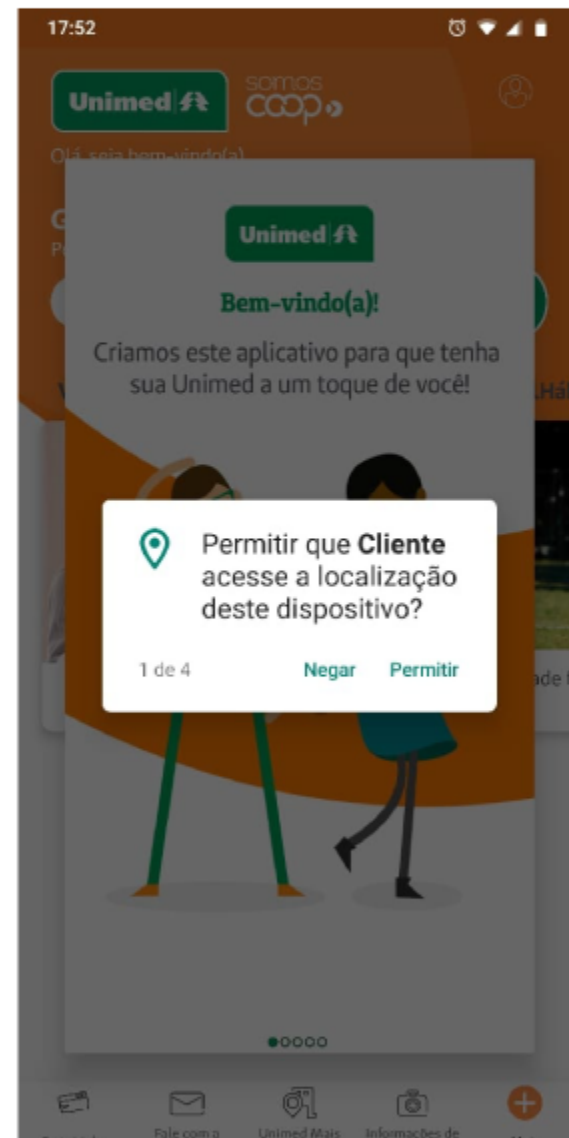 17:52
Unimed
somos
coop
Olá, seja bem-vindo(a)
Unimed
Bem-vindo(a)!
Criamos este aplicativo para que tenha
sua Unimed a um toque de você!
Permitir que Cliente
acesse a localização
deste dispositivo?
1 de 4
Negar
Permitir
Fale com a
Unimed Mais
Informações de